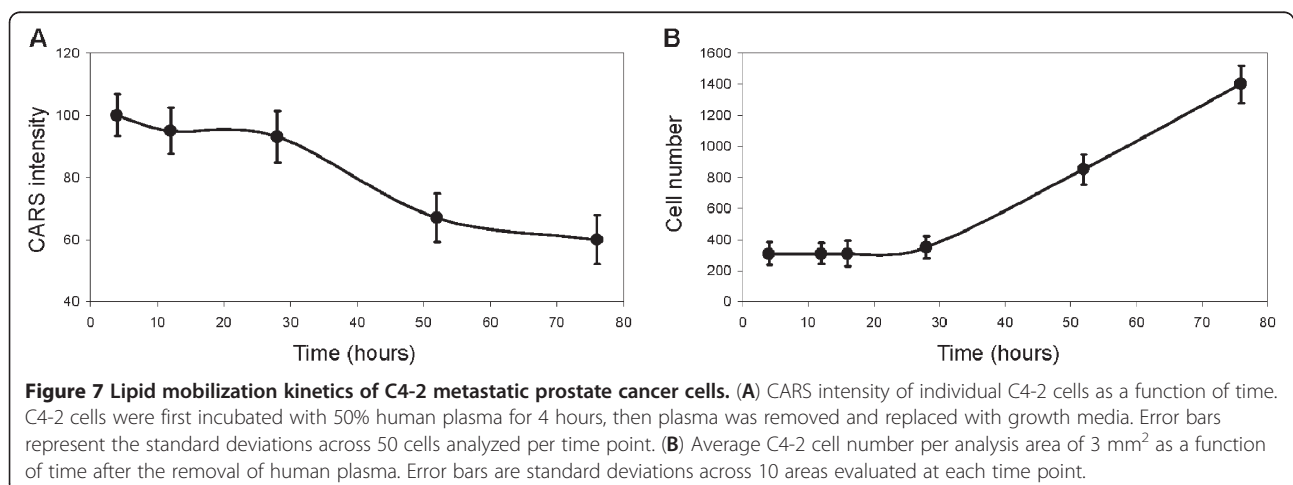 A
B
120
100
80
60
40
CARS intensity
0 10 20 30 40 50 60 70 80
Time (hours)
1600
1400
1200
1000
800
600
400
200
0
Cell number
0 10 20 30 40 50 60 70 80
Time (hours)
Figure 7 Lipid mobilization kinetics of C4-2 metastatic prostate cancer cells. (A) CARS intensity of individual C4-2 cells as a function of time.
C4-2 cells were first incubated with 50% human plasma for 4 hours, then plasma was removed and replaced with growth media. Error bars
represent the standard deviations across 50 cells analyzed per time point. (B) Average C4-2 cell number per analysis area of 3 mm² as a function
of time after the removal of human plasma. Error bars are standard deviations across 10 areas evaluated at each time point.